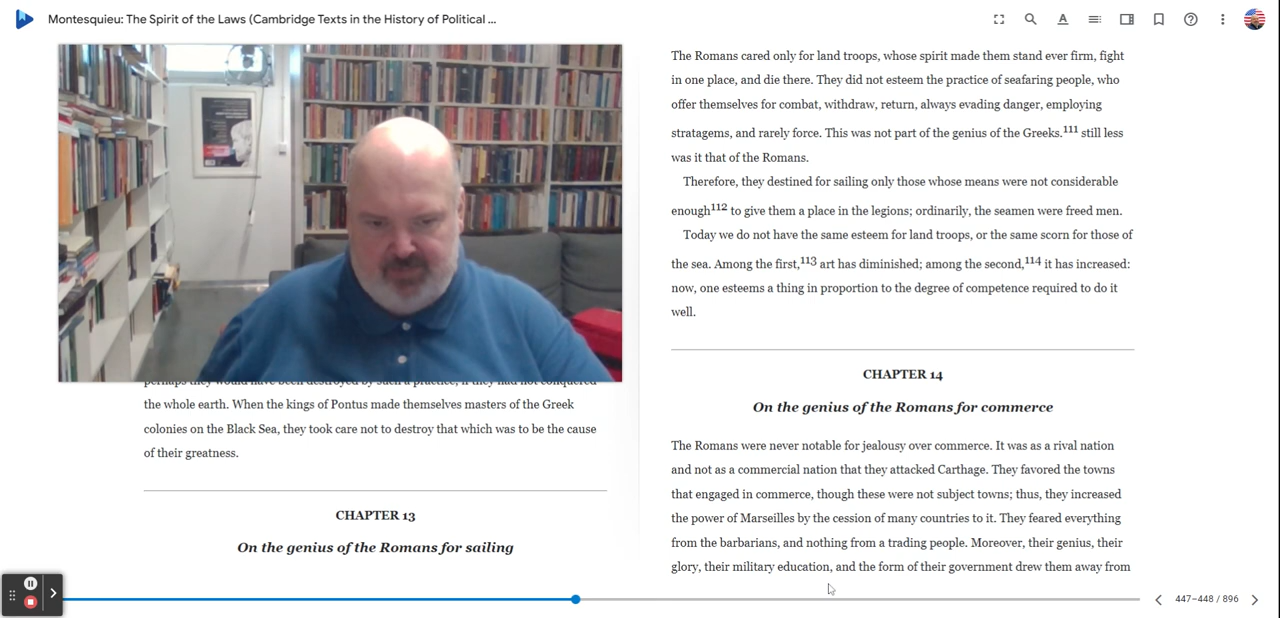 Montesquieu: The Spirit of the Laws (Cambridge Texts in the History of Political ...
perhaps they would have been destroyed by such a practice, if they had not conquered
the whole earth. When the kings of Pontus made themselves masters of the Greek
colonies on the Black Sea, they took care not to destroy that which was to be the cause
of their greatness.
CHAPTER 13
On the genius of the Romans for sailing
The Romans cared only for land troops, whose spirit made them stand ever firm, fight
in one place, and die there. They did not esteem the practice of seafaring people, who
offer themselves for combat, withdraw, return, always evading danger, employing
stratagems, and rarely force. This was not part of the genius of the Greeks.111 still less
was it that of the Romans.
Therefore, they destined for sailing only those whose means were not considerable
enough112 to give them a place in the legions; ordinarily, the seamen were freed men.
Today we do not have the same esteem for land troops, or the same scorn for those of
the sea. Among the first,113 art has diminished; among the second,114 it has increased:
now, one esteems a thing in proportion to the degree of competence required to do it
well.
CHAPTER 14
On the genius of the Romans for commerce
The Romans were never notable for jealousy over commerce. It was as a rival nation
and not as a commercial nation that they attacked Carthage. They favored the towns
that engaged in commerce, though these were not subject towns; thus, they increased
the power of Marseilles by the cession of many countries to it. They feared everything
from the barbarians, and nothing from a trading people. Moreover, their genius, their
glory, their military education, and the form of their government drew them away from
447–448 / 896